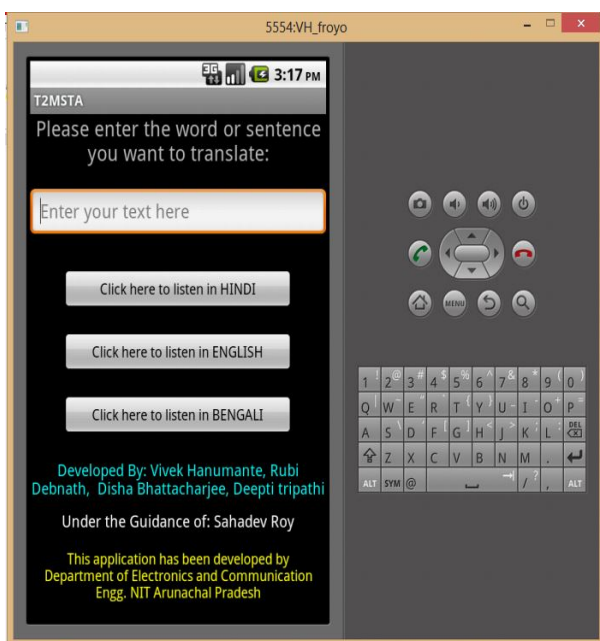 5554:VH_froyo
3G 3:17 PM
T2MSTA
Please enter the word or sentence
you want to translate:
Enter your text here
Click here to listen in HINDI
Click here to listen in ENGLISH
Click here to listen in BENGALI
Developed By: Vivek Hanumante, Rubi
Debnath, Disha Bhattacharjee, Deepti tripathi
Under the Guidance of: Sahadev Roy
This application has been developed by
Department of Electronics and Communication
Engg. NIT Arunachal Pradesh
MENU
1 ! 2 @ 3 # 4 $ 5 % 6 ^ 7 & 8 * 9 ( 0 )
Q W ~ E R T { Y } U I O + P =
A S \ D F [ G ] H < J > K ; L : DEL
Z X C V B N M .
ALT SYM @ / ? , ALT